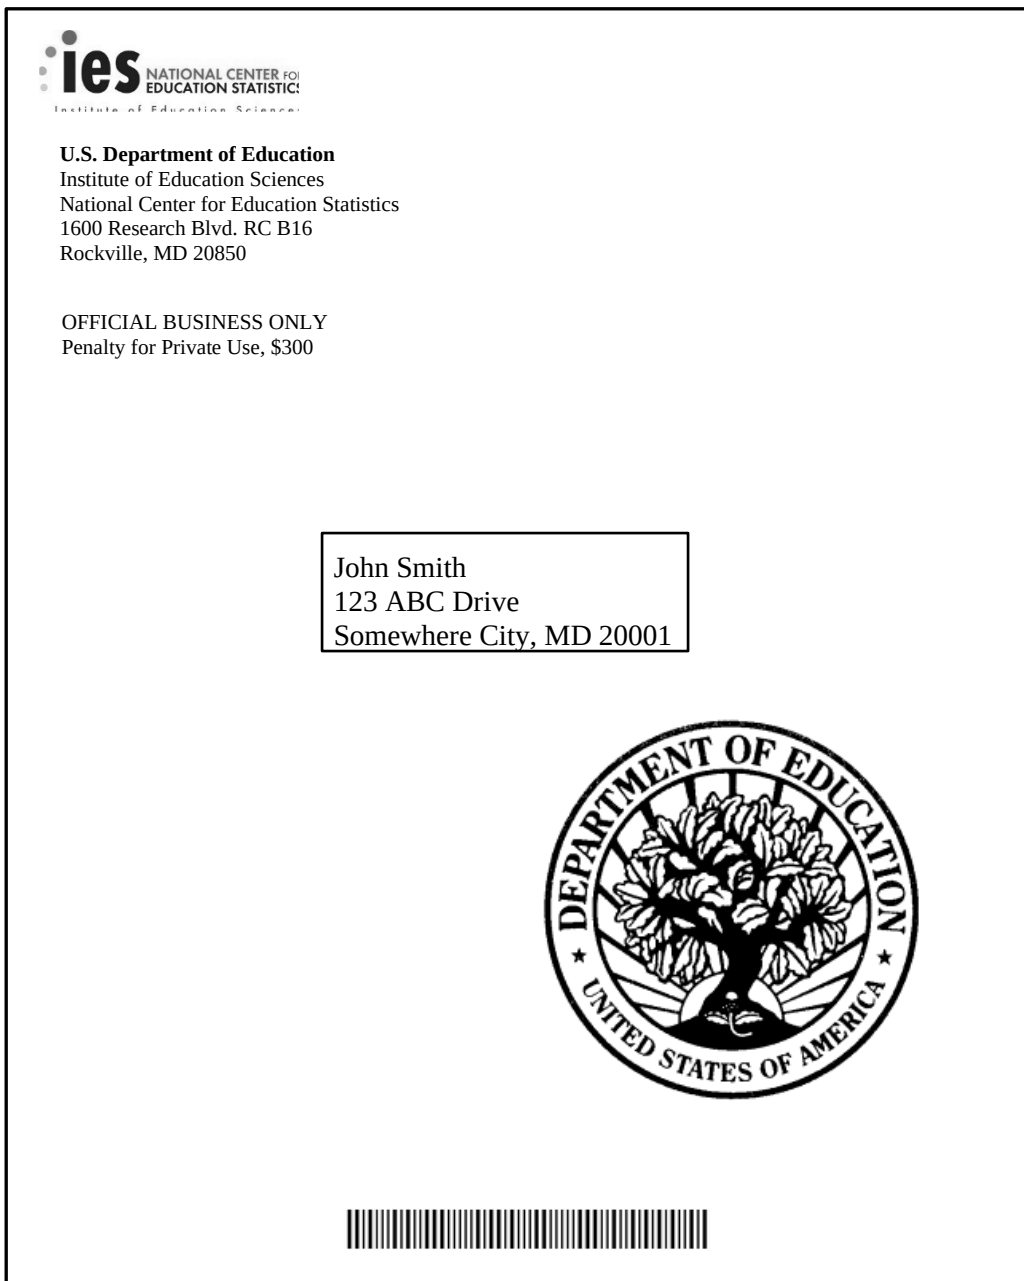 ies NATIONAL CENTER FOR
EDUCATION STATISTICS
Institute of Education Sciences
U.S. Department of Education
Institute of Education Sciences
National Center for Education Statistics
1600 Research Blvd. RC B16
Rockville, MD 20850
OFFICIAL BUSINESS ONLY
Penalty for Private Use, $300
John Smith
123 ABC Drive
Somewhere City, MD 20001
DEPARTMENT OF EDUCATION
UNITED STATES OF AMERICA